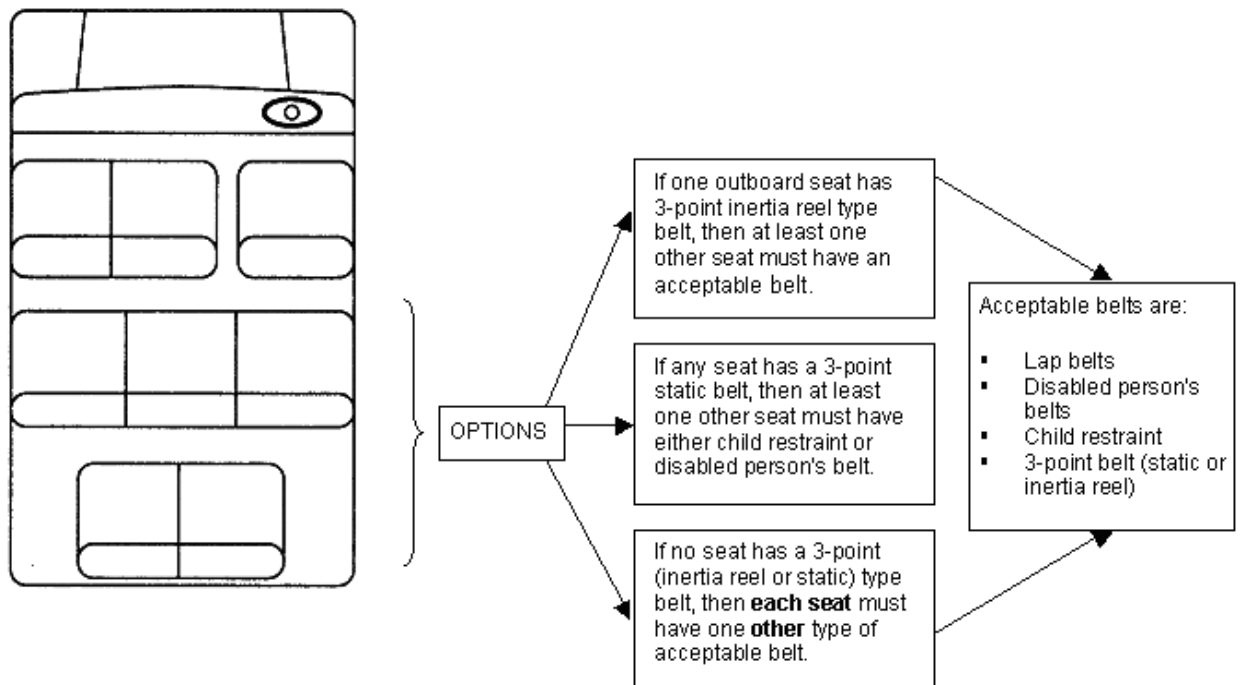 If one outboard seat has
3-point inertia reel type
belt, then at least one
other seat must have an
acceptable belt.
OPTIONS
If any seat has a 3-point
static belt, then at least
one other seat must have
either child restraint or
disabled person's belt.
If no seat has a 3-point
(inertia reel or static) type
belt, then each seat must
have one other type of
acceptable belt.
Acceptable belts are:
▪ Lap belts
▪ Disabled person's
belts
▪ Child restraint
▪ 3-point belt (static or
inertia reel)